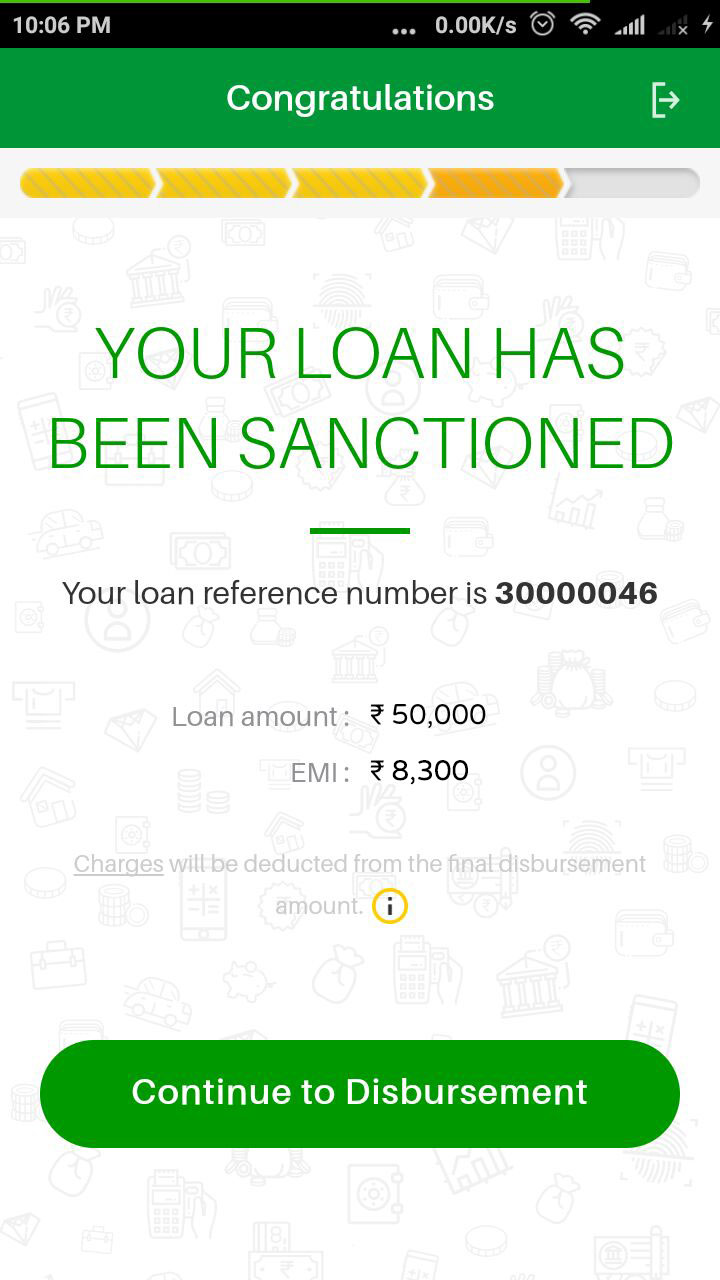 10:06 PM ... 0.00K/s
Congratulations
YOUR LOAN HAS
BEEN SANCTIONED
Your loan reference number is 30000046
Loan amount : ₹ 50,000
EMI : ₹ 8,300
Charges will be deducted from the final disbursement
amount. i
Continue to Disbursement